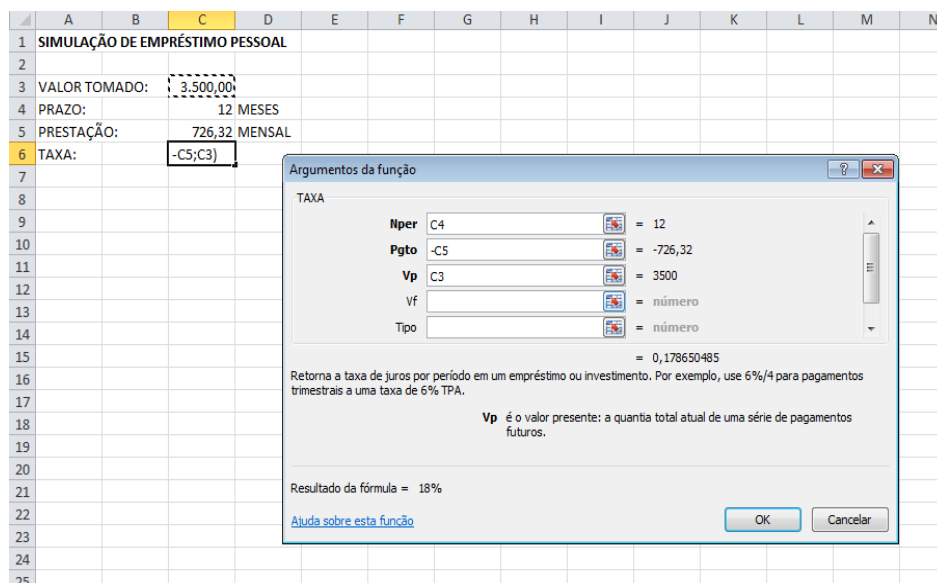 A B C D E F G H I J K L M N
1 SIMULAÇÃO DE EMPRÉSTIMO PESSOAL
2
3 VALOR TOMADO: 3.500,00
4 PRAZO: 12 MESES
5 PRESTAÇÃO: 726,32 MENSAL
6 TAXA: -C5;C3)
7
8
9
10
11
12
13
14
15
16
17
18
19
20
21
22
23
24
25
Argumentos da função
TAXA
Nper C4 = 12
Pgto -C5 = -726,32
Vp C3 = 3500
Vf = número
Tipo = número
= 0,178650485
Retorna a taxa de juros por período em um empréstimo ou investimento. Por exemplo, use 6%/4 para pagamentos
trimestrais a uma taxa de 6% TPA.
Vp é o valor presente: a quantia total atual de uma série de pagamentos
futuros.
Resultado da fórmula = 18%
Ajuda sobre esta função
OK Cancelar